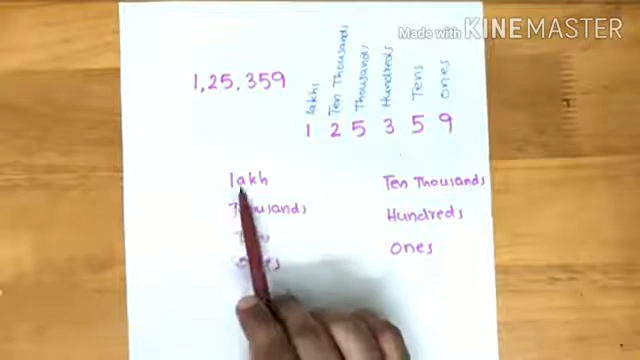 Made with KINEMASTER
1,25,359
lakhs Ten Thousands Thousands Hundreds Tens Ones
1 2 5 3 5 9
lakh Ten Thousands
Thousands Hundreds
Ones